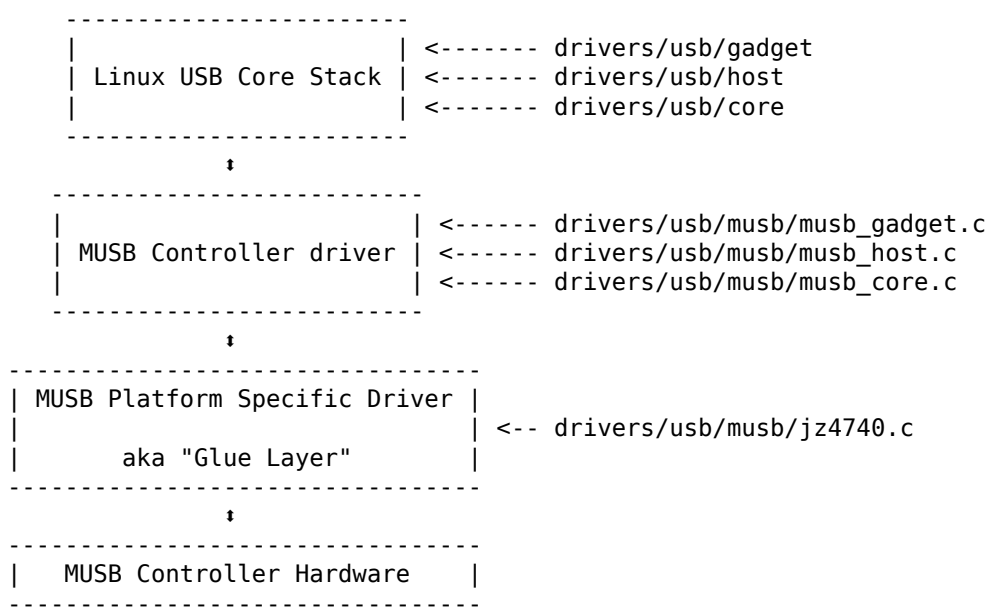 ------------------------
|                       | <------- drivers/usb/gadget
| Linux USB Core Stack | <------- drivers/usb/host
|                       | <------- drivers/usb/core
------------------------
⬍
--------------------------
|                         | <------ drivers/usb/musb/musb_gadget.c
| MUSB Controller driver | <------ drivers/usb/musb/musb_host.c
|                         | <------ drivers/usb/musb/musb_core.c
--------------------------
⬍
---------------------------------
| MUSB Platform Specific Driver |
|                               | <-- drivers/usb/musb/jz4740.c
|       aka "Glue Layer"        |
---------------------------------
⬍
---------------------------------
|   MUSB Controller Hardware    |
---------------------------------